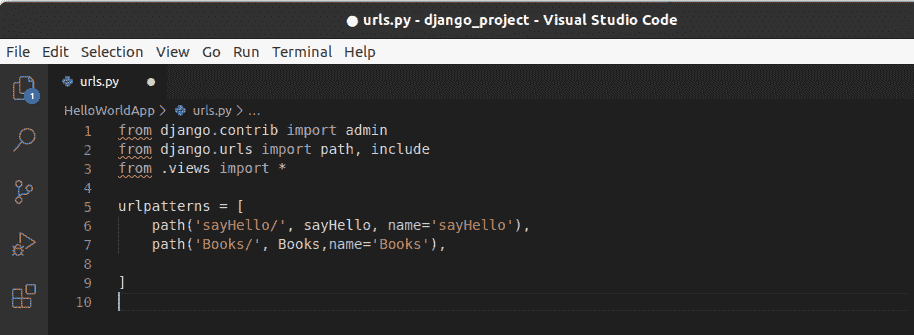 ● urls.py - django_project - Visual Studio Code
File Edit Selection View Go Run Terminal Help
urls.py ●
1
HelloWorldApp > urls.py > ...
1 from django.contrib import admin
2 from django.urls import path, include
3 from .views import *
4
5 urlpatterns = [
6     path('sayHello/', sayHello, name='sayHello'),
7     path('Books/', Books,name='Books'),
8
9 ]
10